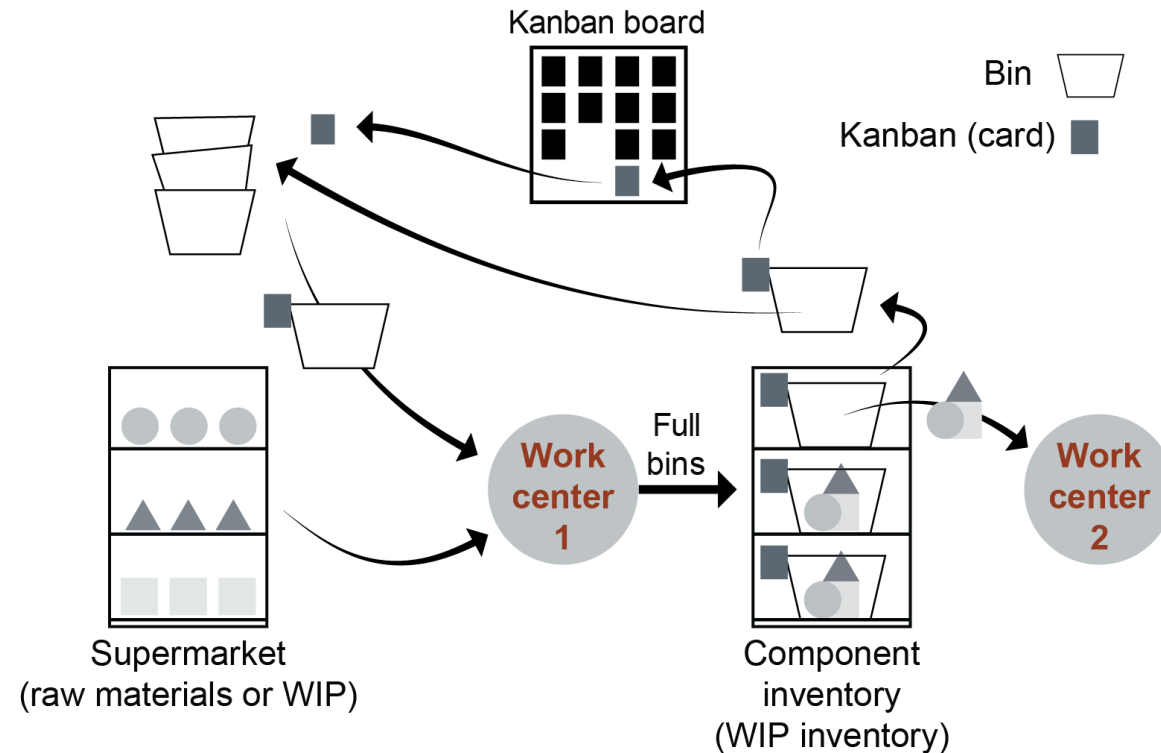 Kanban board
Bin
Kanban (card)
Full
bins
Work
center
1
Work
center
2
Supermarket
(raw materials or WIP)
Component
inventory
(WIP inventory)